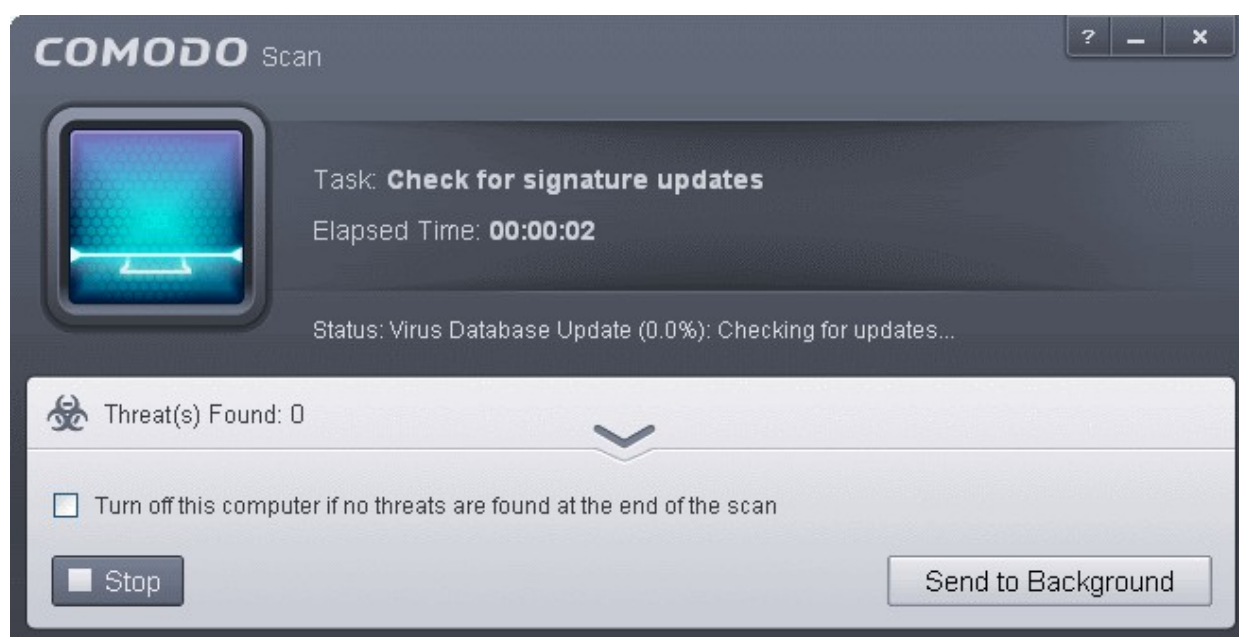 COMODO Scan
?
Task: Check for signature updates
Elapsed Time: 00:00:02
Status: Virus Database Update (0.0%): Checking for updates...
Threat(s) Found: 0
Turn off this computer if no threats are found at the end of the scan
Stop
Send to Background